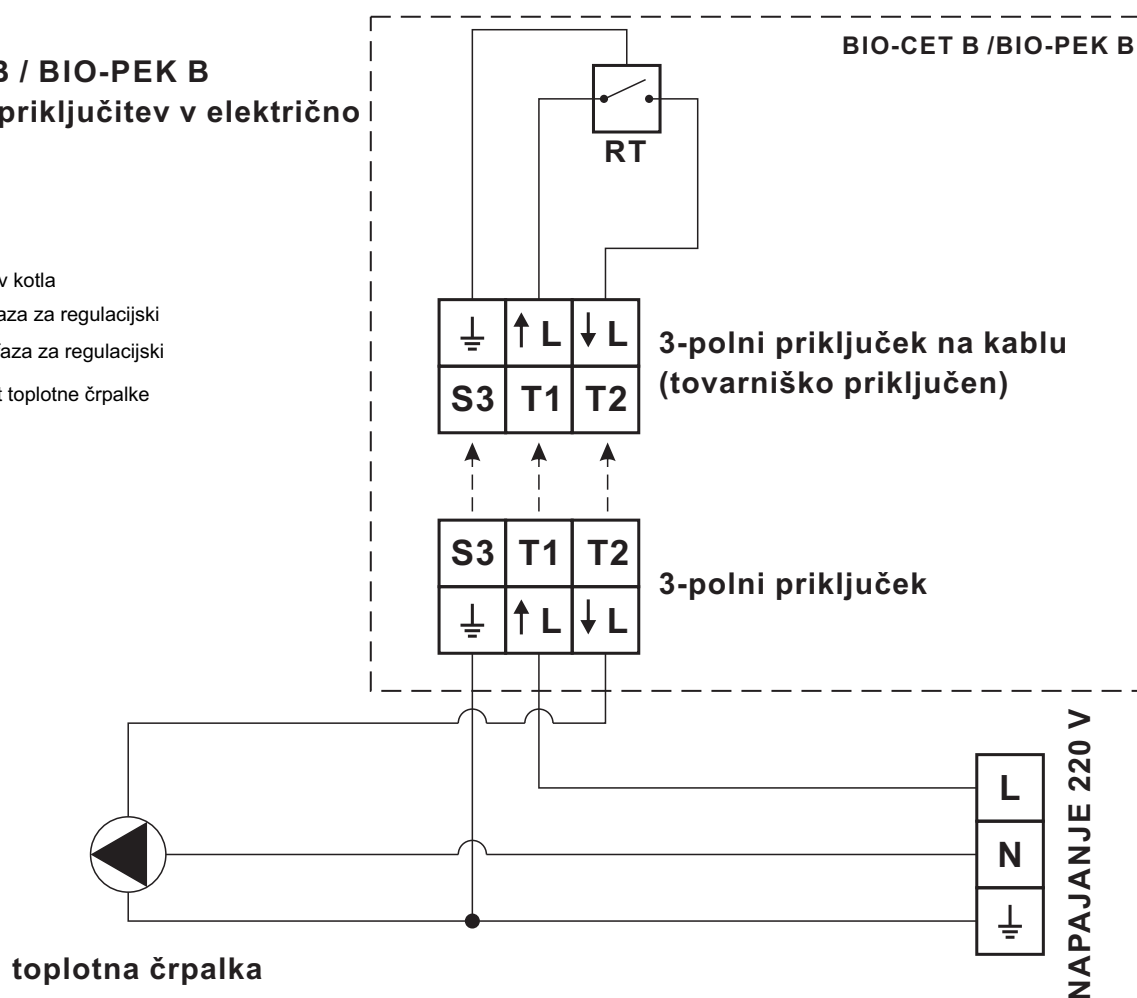 BIO-CET B /BIO-PEK B
B / BIO-PEK B
priključitev v električno
RT
v kotla
aza za regulacijski
faza za regulacijski
t toplotne črpalke
L L
S3 T1 T2
3-polni priključek na kablu
(tovarniško priključen)
S3 T1 T2
L L
3-polni priključek
L
N
NAPAJANJE 220 V
toplotna črpalka